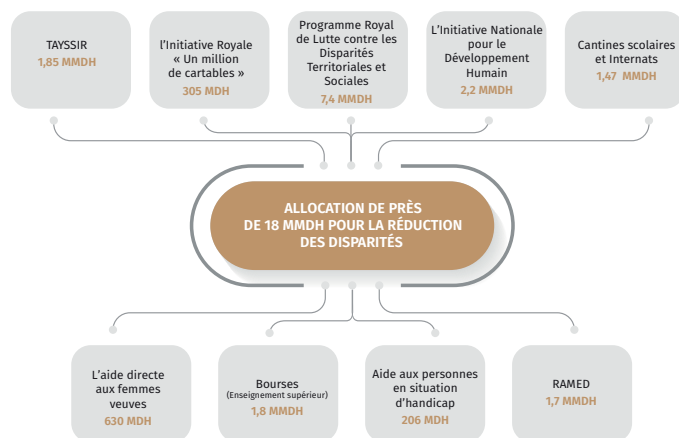 TAYSSIR
1,85 MMDH
l’Initiative Royale
« Un million
de cartables »
305 MDH
Programme Royal
de Lutte contre les
Disparités
Territoriales et
Sociales
7,4 MMDH
L’Initiative Nationale
pour le
Développement
Humain
2,2 MMDH
Cantines scolaires
et Internats
1,47 MMDH
ALLOCATION DE PRÈS
DE 18 MMDH POUR LA RÉDUCTION
DES DISPARITÉS
L’aide directe
aux femmes
veuves
630 MDH
Bourses
(Enseignement supérieur)
1,8 MMDH
Aide aux personnes
en situation
d’handicap
206 MDH
RAMED
1,7 MMDH